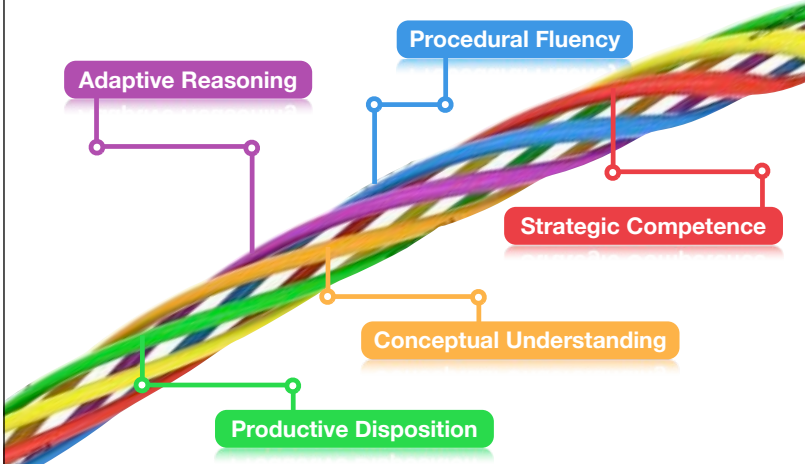 Procedural Fluency
Adaptive Reasoning
Strategic Competence
Conceptual Understanding
Productive Disposition